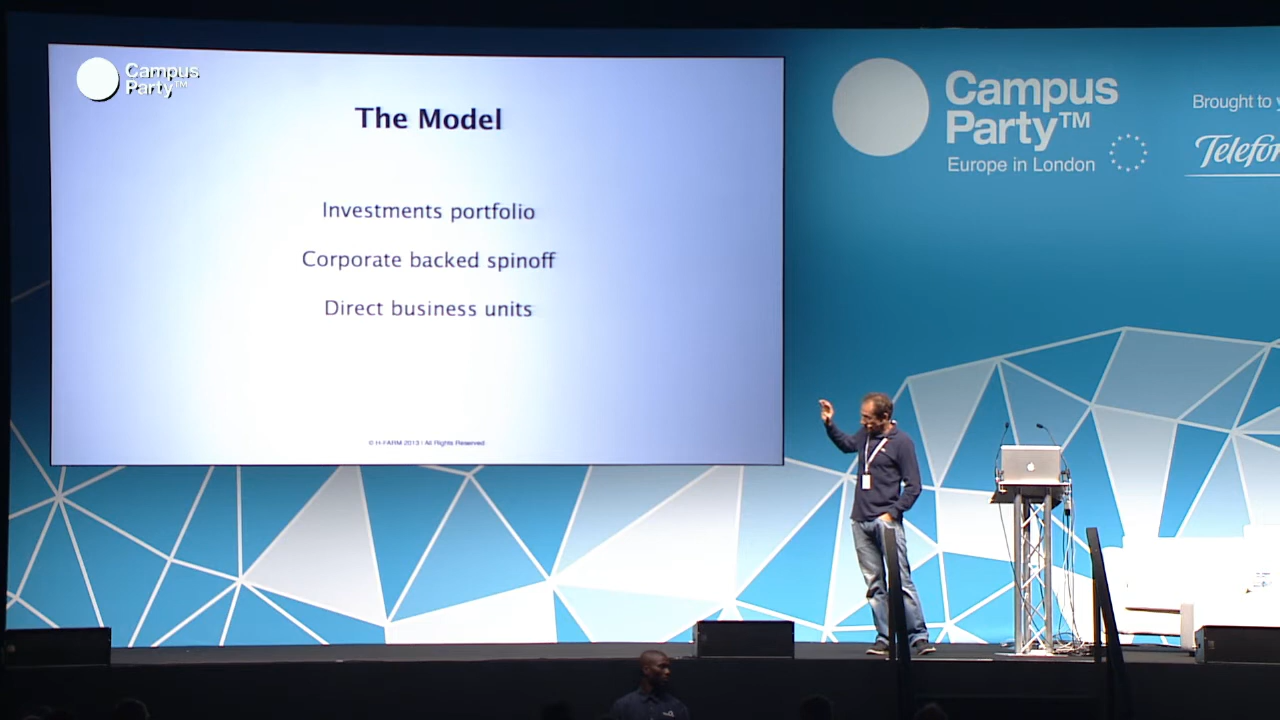 Campus
Party™
The Model
Investments portfolio
Corporate backed spinoff
Direct business units
© H-FARM 2013 | All Rights Reserved
Campus
Party™
Europe in London
Brought to
Telefon